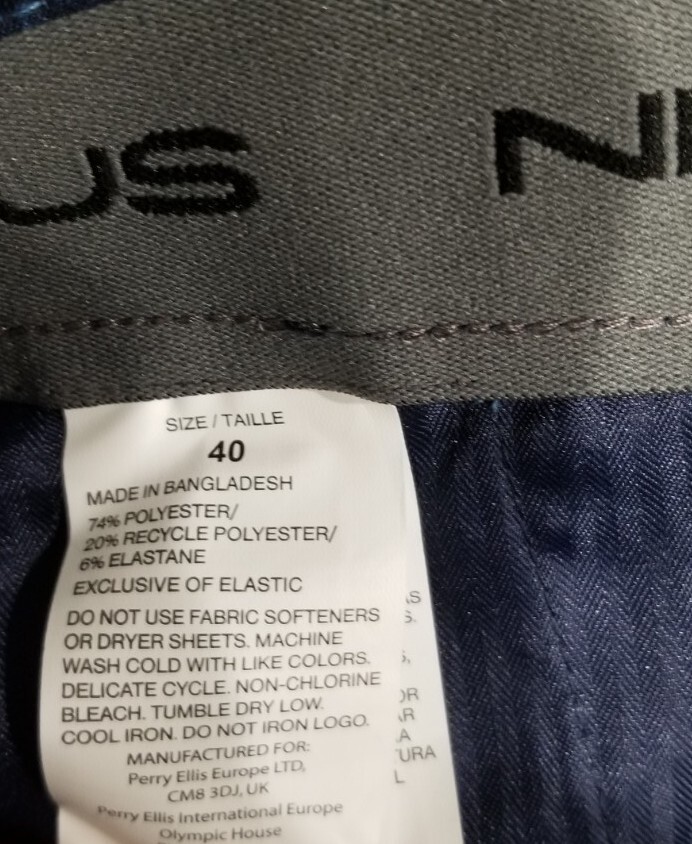 US NI
SIZE / TAILLE
40
MADE IN BANGLADESH
74% POLYESTER/
20% RECYCLE POLYESTER/
6% ELASTANE
EXCLUSIVE OF ELASTIC
DO NOT USE FABRIC SOFTENERS
OR DRYER SHEETS. MACHINE
WASH COLD WITH LIKE COLORS.
DELICATE CYCLE. NON-CHLORINE
BLEACH. TUMBLE DRY LOW.
COOL IRON. DO NOT IRON LOGO.
MANUFACTURED FOR:
Perry Ellis Europe LTD,
CM8 3DJ, UK
Perry Ellis International Europe
Olympic House